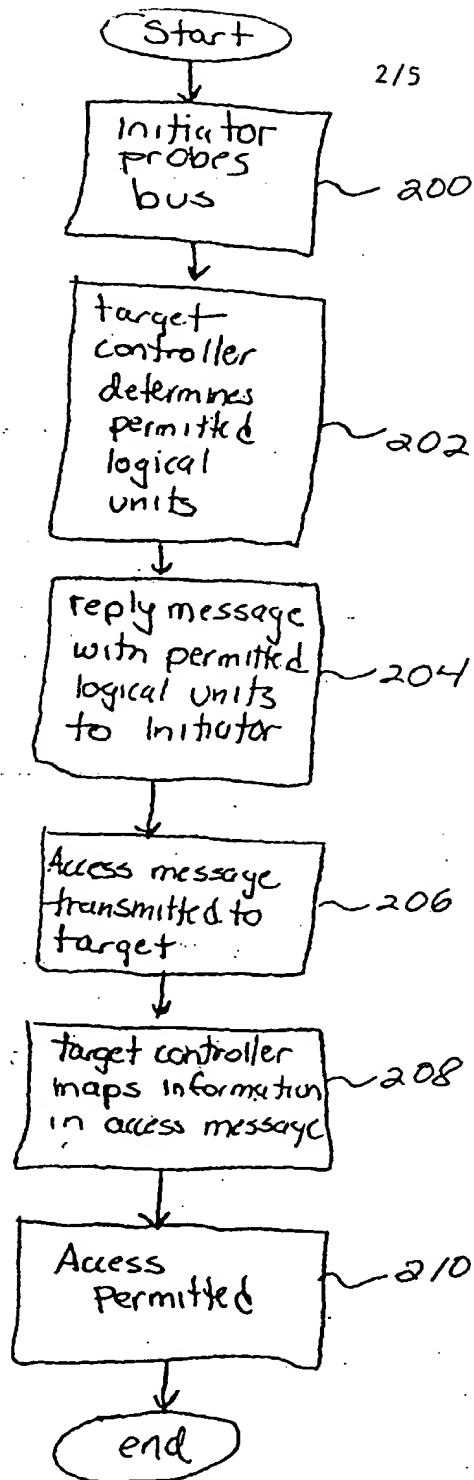 Start
2/5
Initiator
probes
bus
200
target
controller
determines
permitted
logical
units
202
reply message
with permitted
logical units
to Initiator
204
Access message
transmitted to
target
206
target controller
maps information
in access message
208
Access
Permitted
210
end